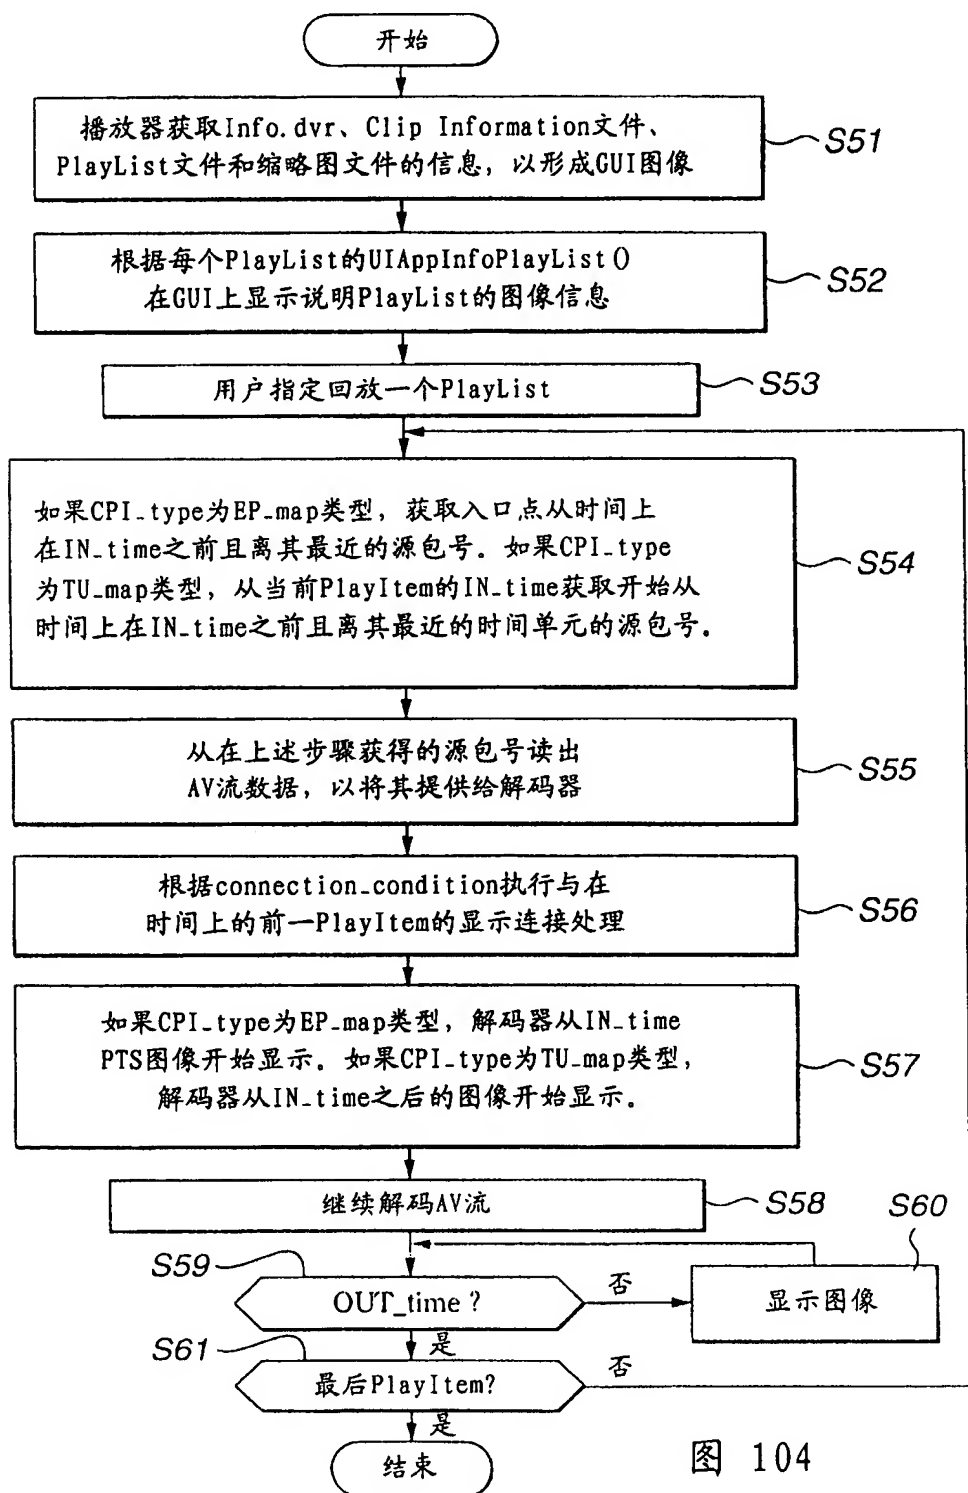 开始
播放器获取Info.dvr、Clip Information文件、
PlayList文件和缩略图文件的信息，以形成GUI图像
S51
根据每个PlayList的UIAppInfoPlayList()
在GUI上显示说明PlayList的图像信息
S52
用户指定回放一个PlayList
S53
如果CPI_type为EP_map类型，获取入口点从时间上
在IN_time之前且离其最近的源包号。如果CPI_type
为TU_map类型，从当前PlayItem的IN_time获取开始从
时间上在IN_time之前且离其最近的时间单元的源包号。
S54
从在上述步骤获得的源包号读出
AV流数据，以将其提供给解码器
S55
根据connection_condition执行与在
时间上的前一PlayItem的显示连接处理
S56
如果CPI_type为EP_map类型，解码器从IN_time
PTS图像开始显示。如果CPI_type为TU_map类型，
解码器从IN_time之后的图像开始显示。
S57
继续解码AV流
S58
S60
S59
OUT_time？
否
显示图像
是
S61
最后PlayItem?
否
是
结束
图 104